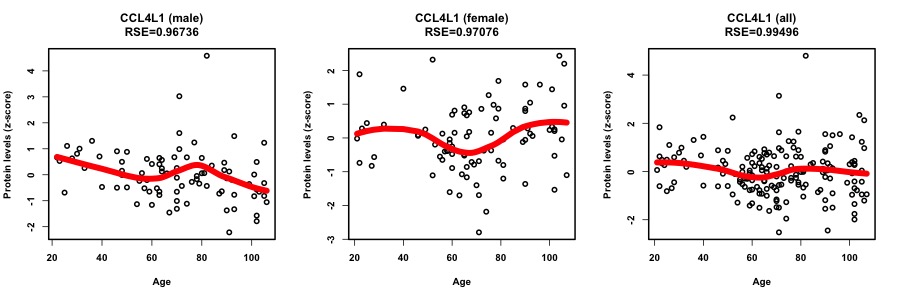 CCL4L1 (male)
RSE=0.96736
Protein levels (z-score)
4
3
2
1
0
-1
-2
20 40 60 80 100
Age
CCL4L1 (female)
RSE=0.97076
Protein levels (z-score)
2
1
0
-1
-2
-3
20 40 60 80 100
Age
CCL4L1 (all)
RSE=0.99496
Protein levels (z-score)
4
2
0
-2
20 40 60 80 100
Age